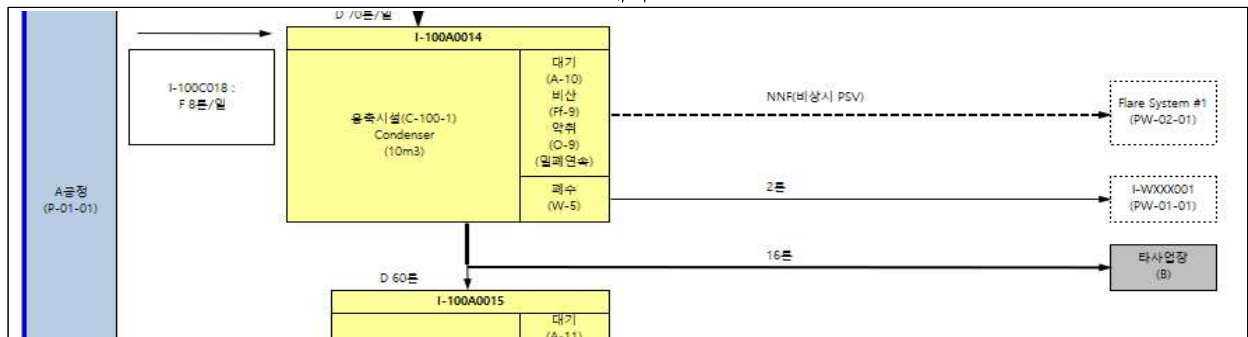 D 70톤/일
I-100A0014
I-100C018 :
F 8톤/일
응축시설(C-100-1)
Condenser
(10m3)
대기
(A-10)
비산
(Ff-9)
악취
(O-9)
(밀폐연속)
폐수
(W-5)
NNF(비상시 PSV)
Flare System #1
(PW-02-01)
2톤
I-WXXX001
(PW-01-01)
A공정
(P-01-01)
16톤
타사업장
(B)
D 60톤
I-100A0015
대기
(A-11)